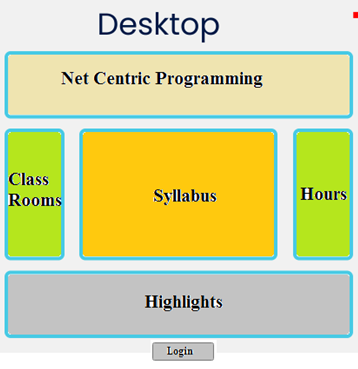 Desktop
Net Centric Programming
Class
Rooms
Syllabus
Hours
Highlights
Login